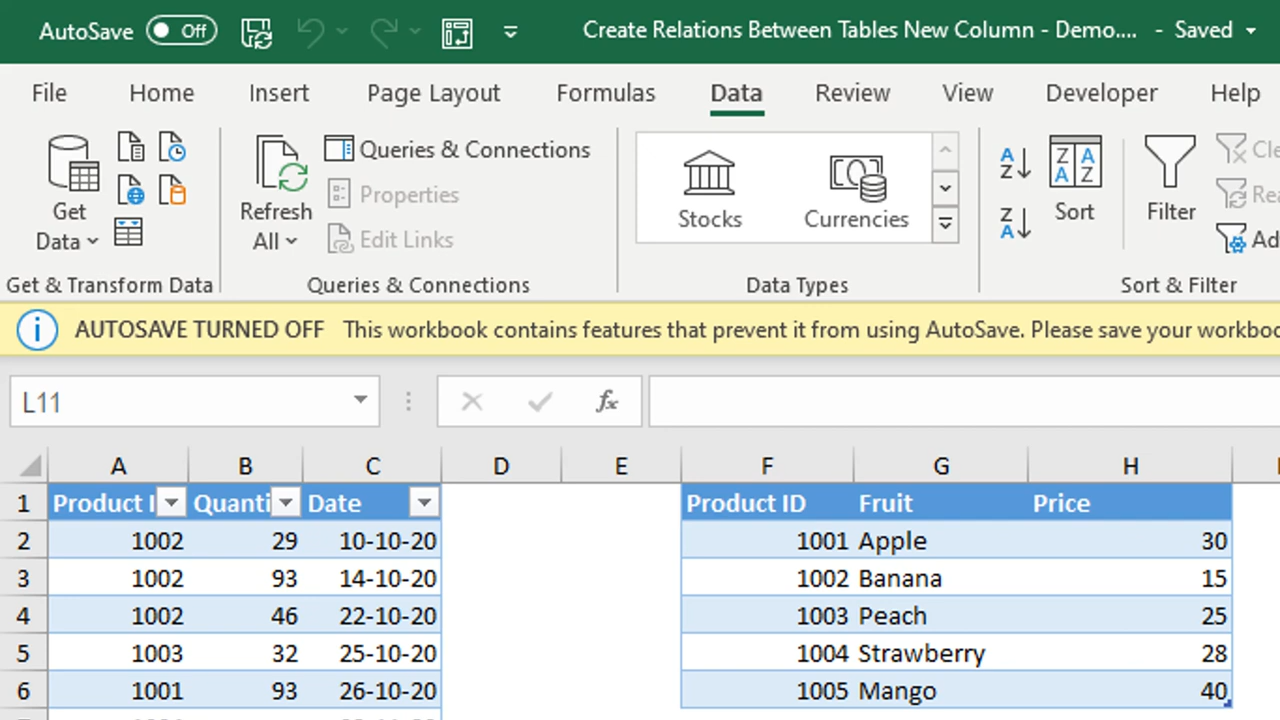 AutoSave Off Create Relations Between Tables New Column - Demo.... - Saved
File Home Insert Page Layout Formulas Data Review View Developer Help
Get Data
Refresh All
Queries & Connections
Properties
Edit Links
Stocks Currencies
Sort
Filter
Get & Transform Data Queries & Connections Data Types Sort & Filter
AUTOSAVE TURNED OFF This workbook contains features that prevent it from using AutoSave. Please save your
L11 fx
A B C D E F G H
1 Product I Quanti Date Product ID Fruit Price
2 1002 29 10-10-20 1001 Apple 30
3 1002 93 14-10-20 1002 Banana 15
4 1002 46 22-10-20 1003 Peach 25
5 1003 32 25-10-20 1004 Strawberry 28
6 1001 93 26-10-20 1005 Mango 40